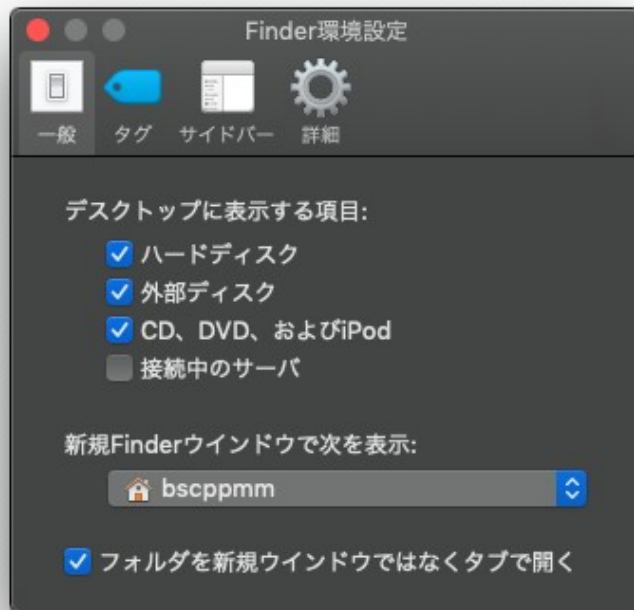 Finder環境設定
一般 タグ サイドバー 詳細
デスクトップに表示する項目:
ハードディスク
外部ディスク
CD、DVD、およびiPod
接続中のサーバ
新規Finderウインドウで次を表示:
bscppmm
フォルダを新規ウインドウではなくタブで開く